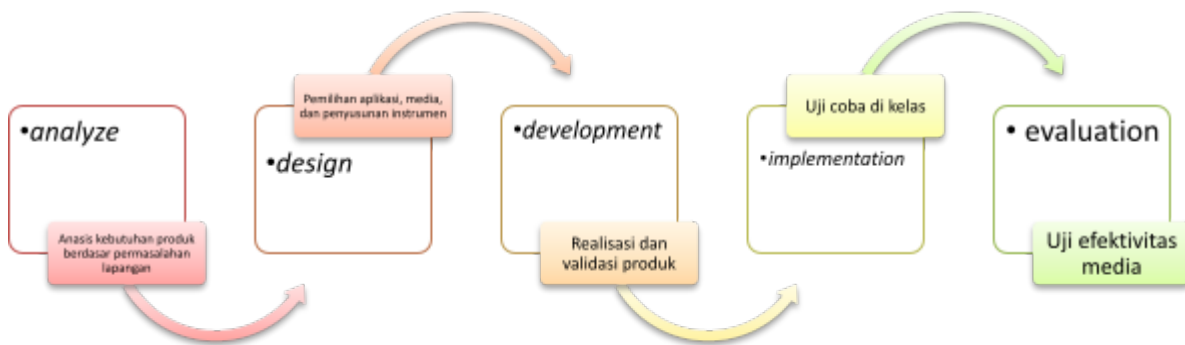 •analyze
Anasis kebutuhan produk
berdasar permasalahan
lapangan
Pemilihan aplikasi, media,
dan penyusunan instrumen
•design
•development
Realisasi dan
validasi produk
Uji coba di kelas
•implementation
• evaluation
Uji efektivitas
media